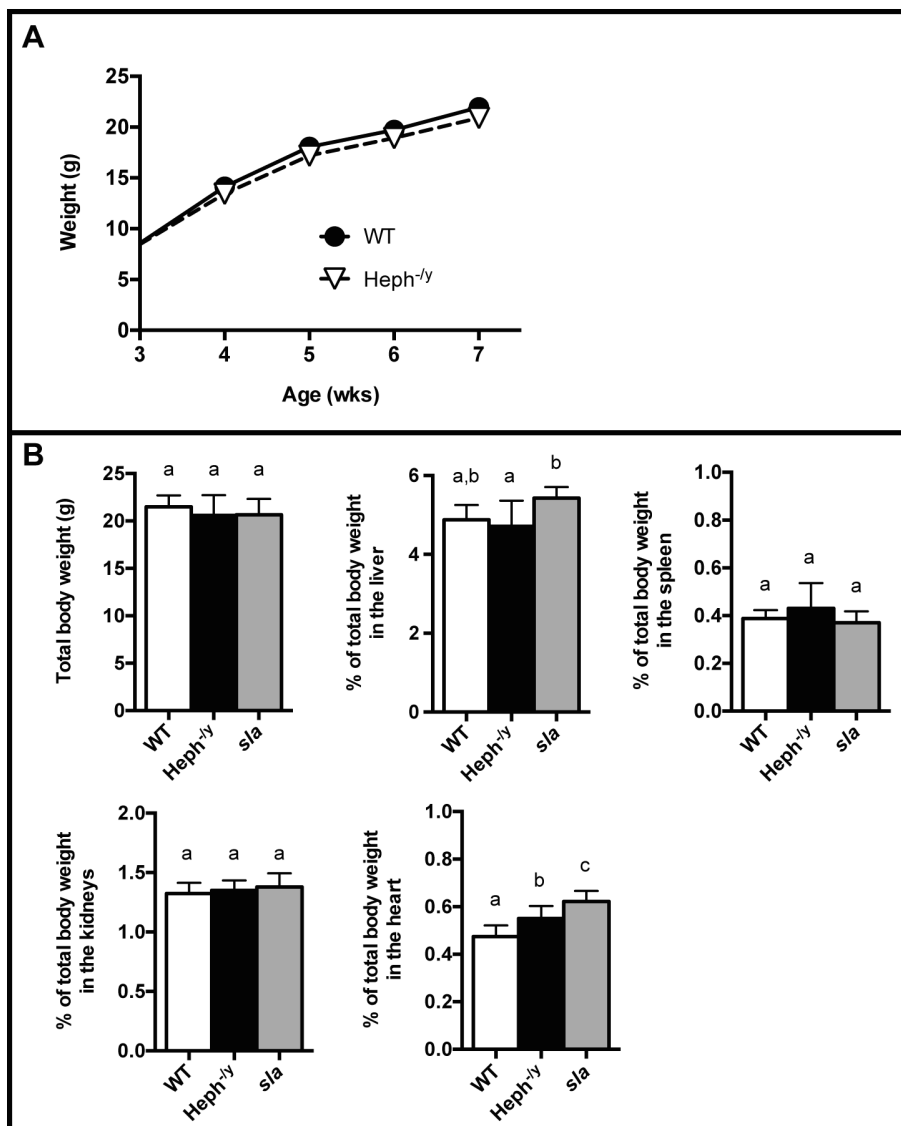 A
Weight (g)
25
20
15
10
5
0
3 4 5 6 7
Age (wks)
WT
Heph-/y
B
Total body weight (g)
25
20
15
10
5
0
a a a
WT Heph-/y sla
% of total body weight
in the liver
6
4
2
0
a,b a b
WT Heph-/y sla
% of total body weight
in the spleen
1.0
0.8
0.6
0.4
0.2
0.0
a a a
WT Heph-/y sla
% of total body weight
in the kidneys
2.0
1.5
1.0
0.5
0.0
a a a
WT Heph-/y sla
% of total body weight
in the heart
1.0
0.8
0.6
0.4
0.2
0.0
a b c
WT Heph-/y sla